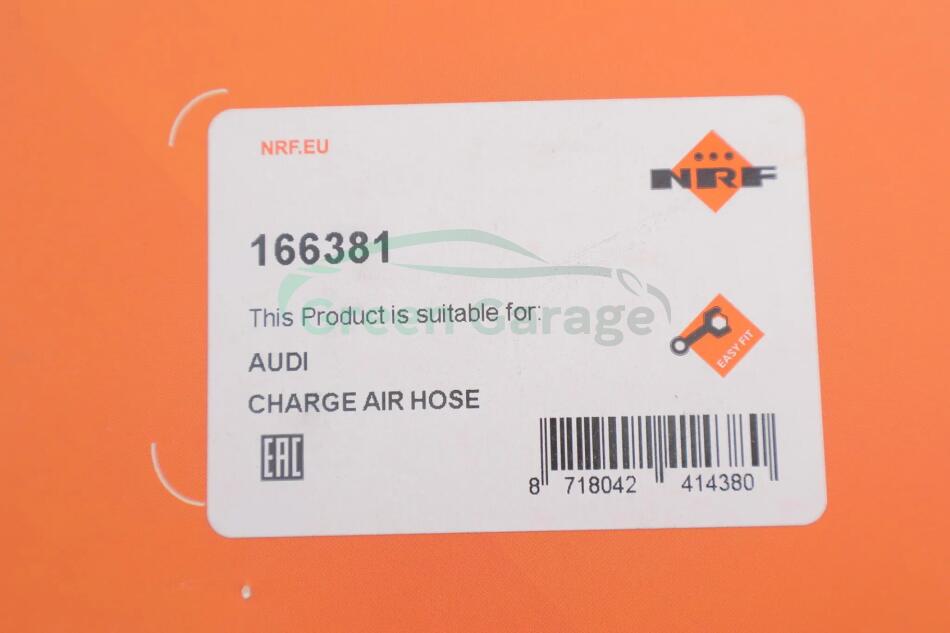 NRF.EU
NRF
166381
This Product is suitable for:
Green Garage
AUDI
EASY FIT
CHARGE AIR HOSE
EAC
8 718042 414380